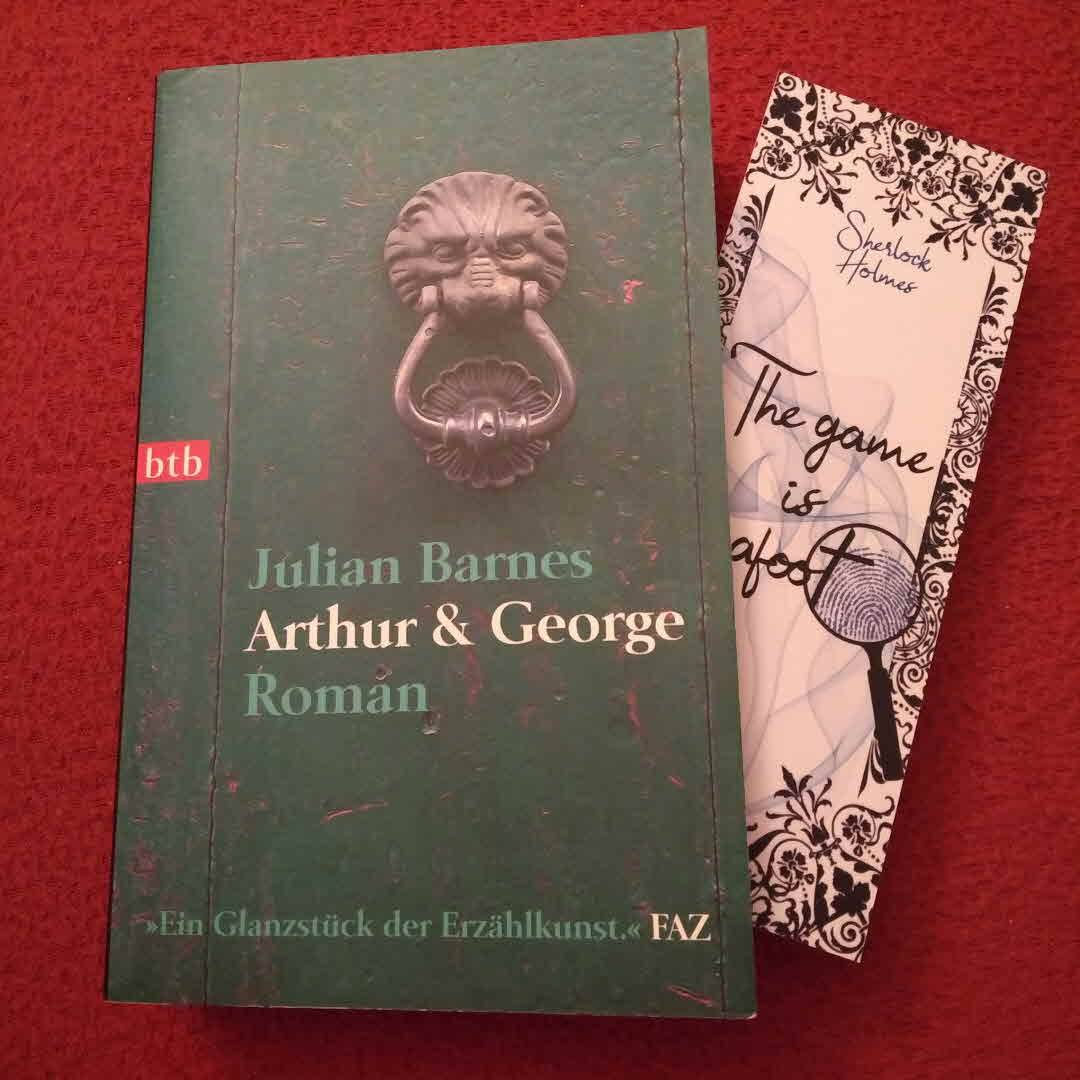 btb
Julian Barnes
Arthur & George
Roman
»Ein Glanzstück der Erzählkunst.« FAZ
Sherlock
Holmes
The game
is
afoot